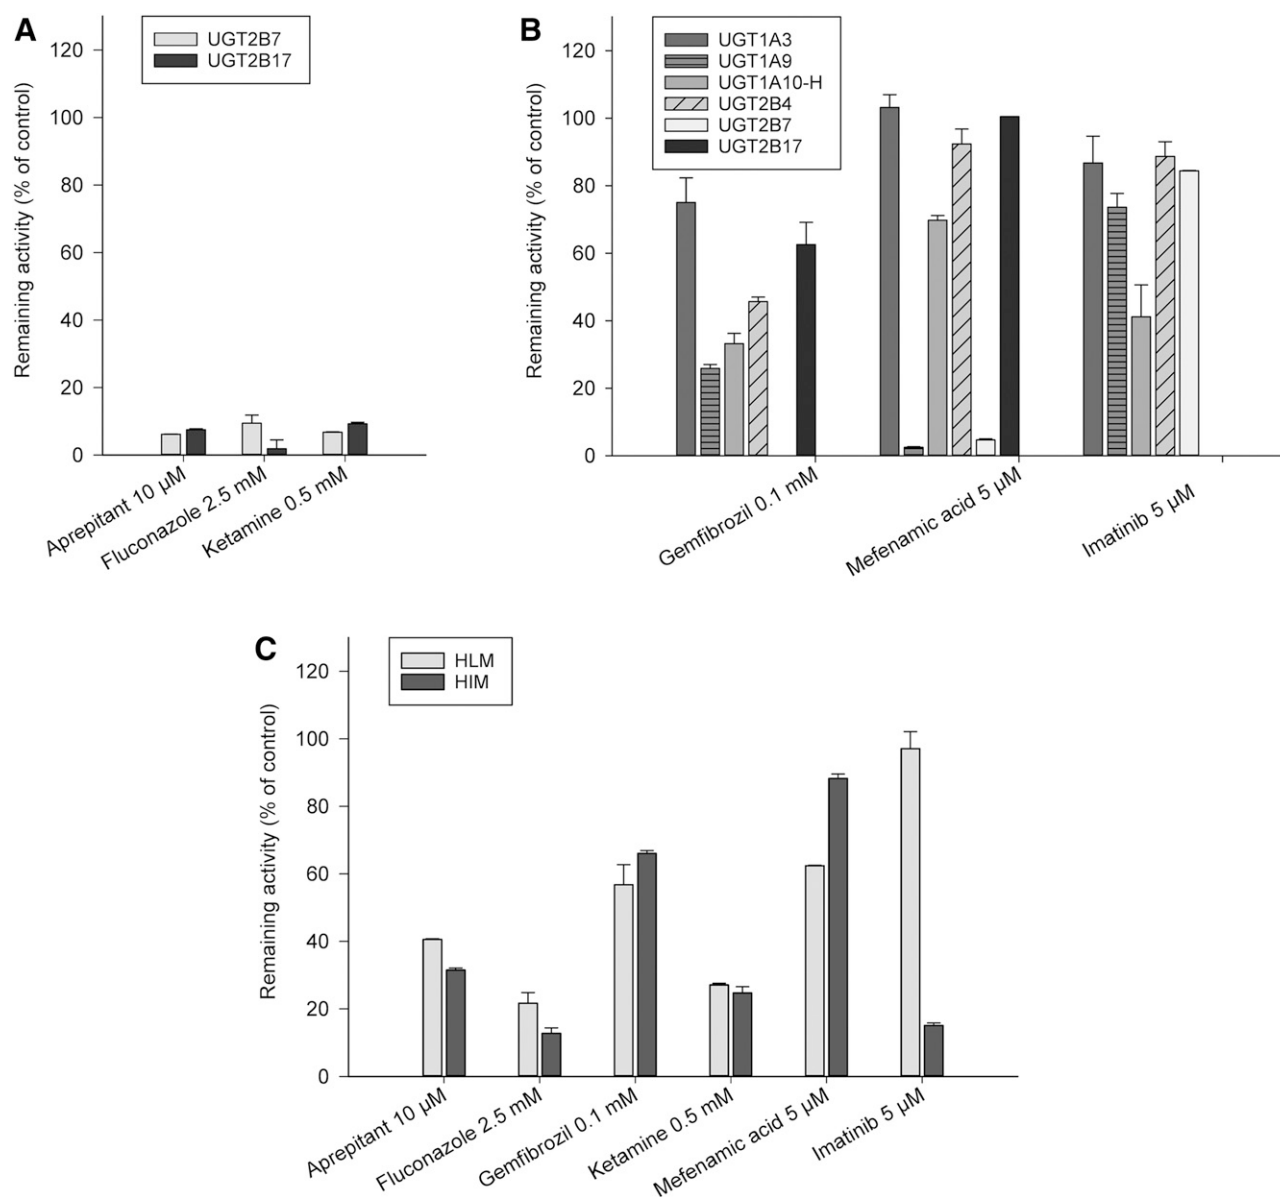 A
UGT2B7
UGT2B17
Remaining activity (% of control)
120
100
80
60
40
20
0
Aprepitant 10 µM
Fluconazole 2.5 mM
Ketamine 0.5 mM
B
UGT1A3
UGT1A9
UGT1A10-H
UGT2B4
UGT2B7
UGT2B17
Remaining activity (% of control)
120
100
80
60
40
20
0
Gemfibrozil 0.1 mM
Mefenamic acid 5 µM
Imatinib 5 µM
C
HLM
HIM
Remaining activity (% of control)
120
100
80
60
40
20
0
Aprepitant 10 µM
Fluconazole 2.5 mM
Gemfibrozil 0.1 mM
Ketamine 0.5 mM
Mefenamic acid 5 µM
Imatinib 5 µM